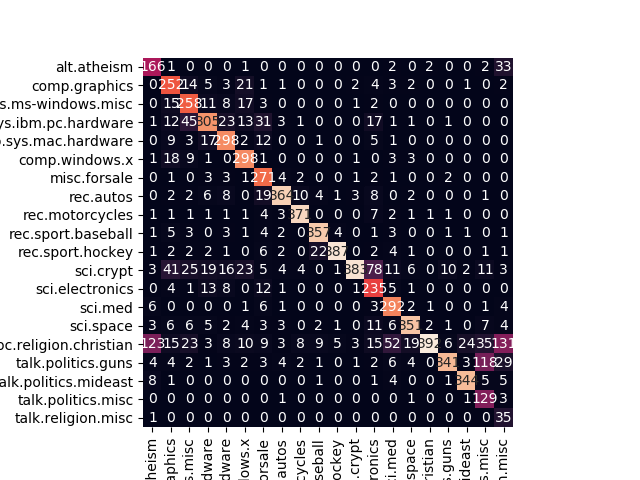 alt.atheism 166 1 0 0 0 1 0 0 0 0 0 0 0 2 0 2 0 0 2 33
comp.graphics 0 252 14 5 3 21 1 1 0 0 0 2 4 3 2 0 0 1 0 2
s.ms-windows.misc 0 15 258 11 8 17 3 0 0 0 0 1 2 0 0 0 0 0 0 0
ys.ibm.pc.hardware 1 12 45 305 23 13 31 3 1 0 0 0 17 1 1 0 0 0 0 0
.sys.mac.hardware 0 9 3 17 298 2 12 0 0 1 0 0 5 1 0 0 0 0 0 0
comp.windows.x 1 18 9 1 0 298 1 0 0 0 0 1 0 3 3 0 0 0 0 0
misc.forsale 0 1 0 3 3 1 271 4 2 0 0 1 2 1 0 0 2 0 0 0
rec.autos 0 2 2 6 8 0 19 364 10 4 1 3 8 0 2 0 0 0 1 0
rec.motorcycles 1 1 1 1 1 1 4 3 371 0 0 0 7 2 1 1 1 0 0 0
rec.sport.baseball 1 5 3 0 3 1 4 2 0 357 4 0 1 3 0 0 1 1 0 1
rec.sport.hockey 1 2 2 2 1 0 6 2 0 22 387 0 2 4 1 0 0 0 1 1
sci.crypt 3 41 25 19 16 23 5 4 4 0 1 383 78 11 6 0 10 2 11 3
sci.electronics 0 4 1 13 8 0 12 1 0 0 0 0 235 5 1 0 0 0 0 0
sci.med 6 0 0 0 0 1 6 1 0 0 0 0 3 292 2 1 0 0 1 4
sci.space 3 6 6 5 2 4 3 3 0 2 1 0 11 6 351 2 1 0 7 4
oc.religion.christian 123 15 23 3 8 10 9 3 8 9 5 3 15 52 19 392 6 24 35 131
talk.politics.guns 4 4 2 1 3 2 3 4 2 1 0 1 2 6 4 0 341 3 118 29
talk.politics.mideast 8 1 0 0 0 0 0 0 0 1 0 0 1 4 0 0 0 344 5 5
talk.politics.misc 0 0 0 0 0 0 0 1 0 0 0 0 0 0 1 0 0 1 129 3
talk.religion.misc 1 0 0 0 0 0 0 0 0 0 0 0 0 0 0 0 0 0 0 35
theism aphics .misc dware dware lows.x orsale autos cycles seball ockey .crypt ronics i.med space ristian s.guns ideast s.misc n.misc